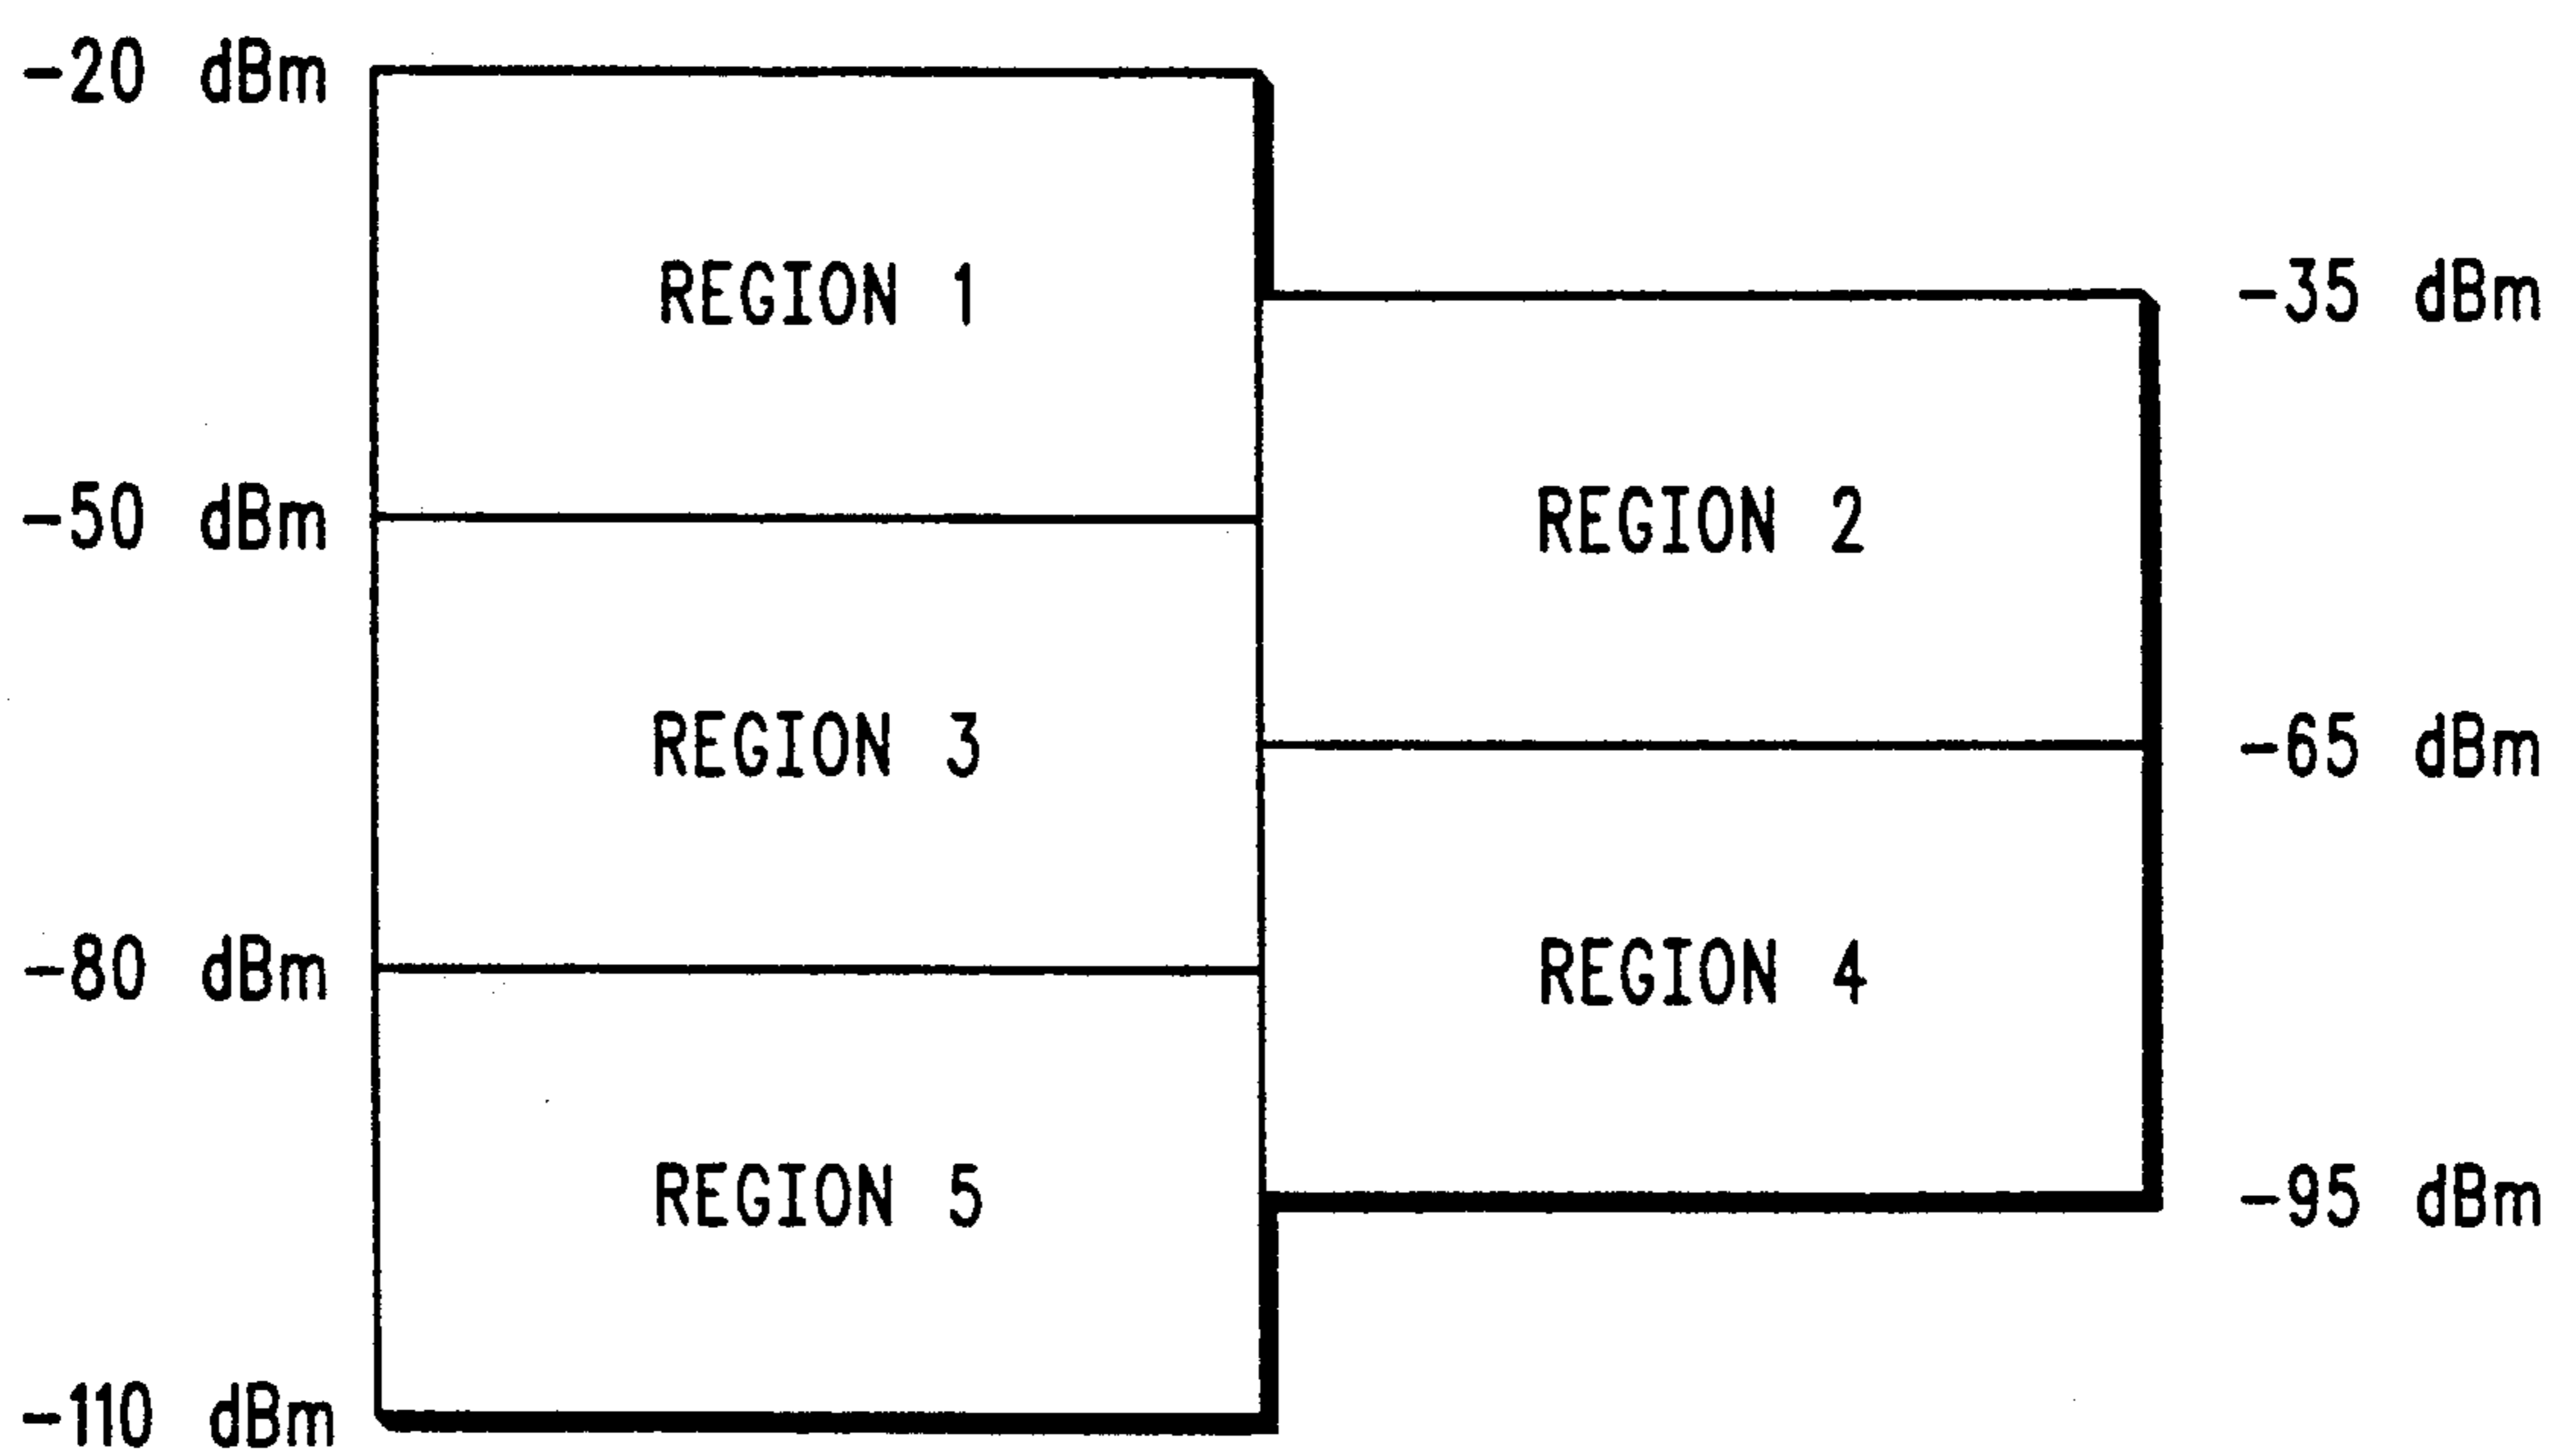 -20 dBm
REGION 1
-35 dBm
-50 dBm
REGION 2
REGION 3
-65 dBm
-80 dBm
REGION 4
REGION 5
-95 dBm
-110 dBm